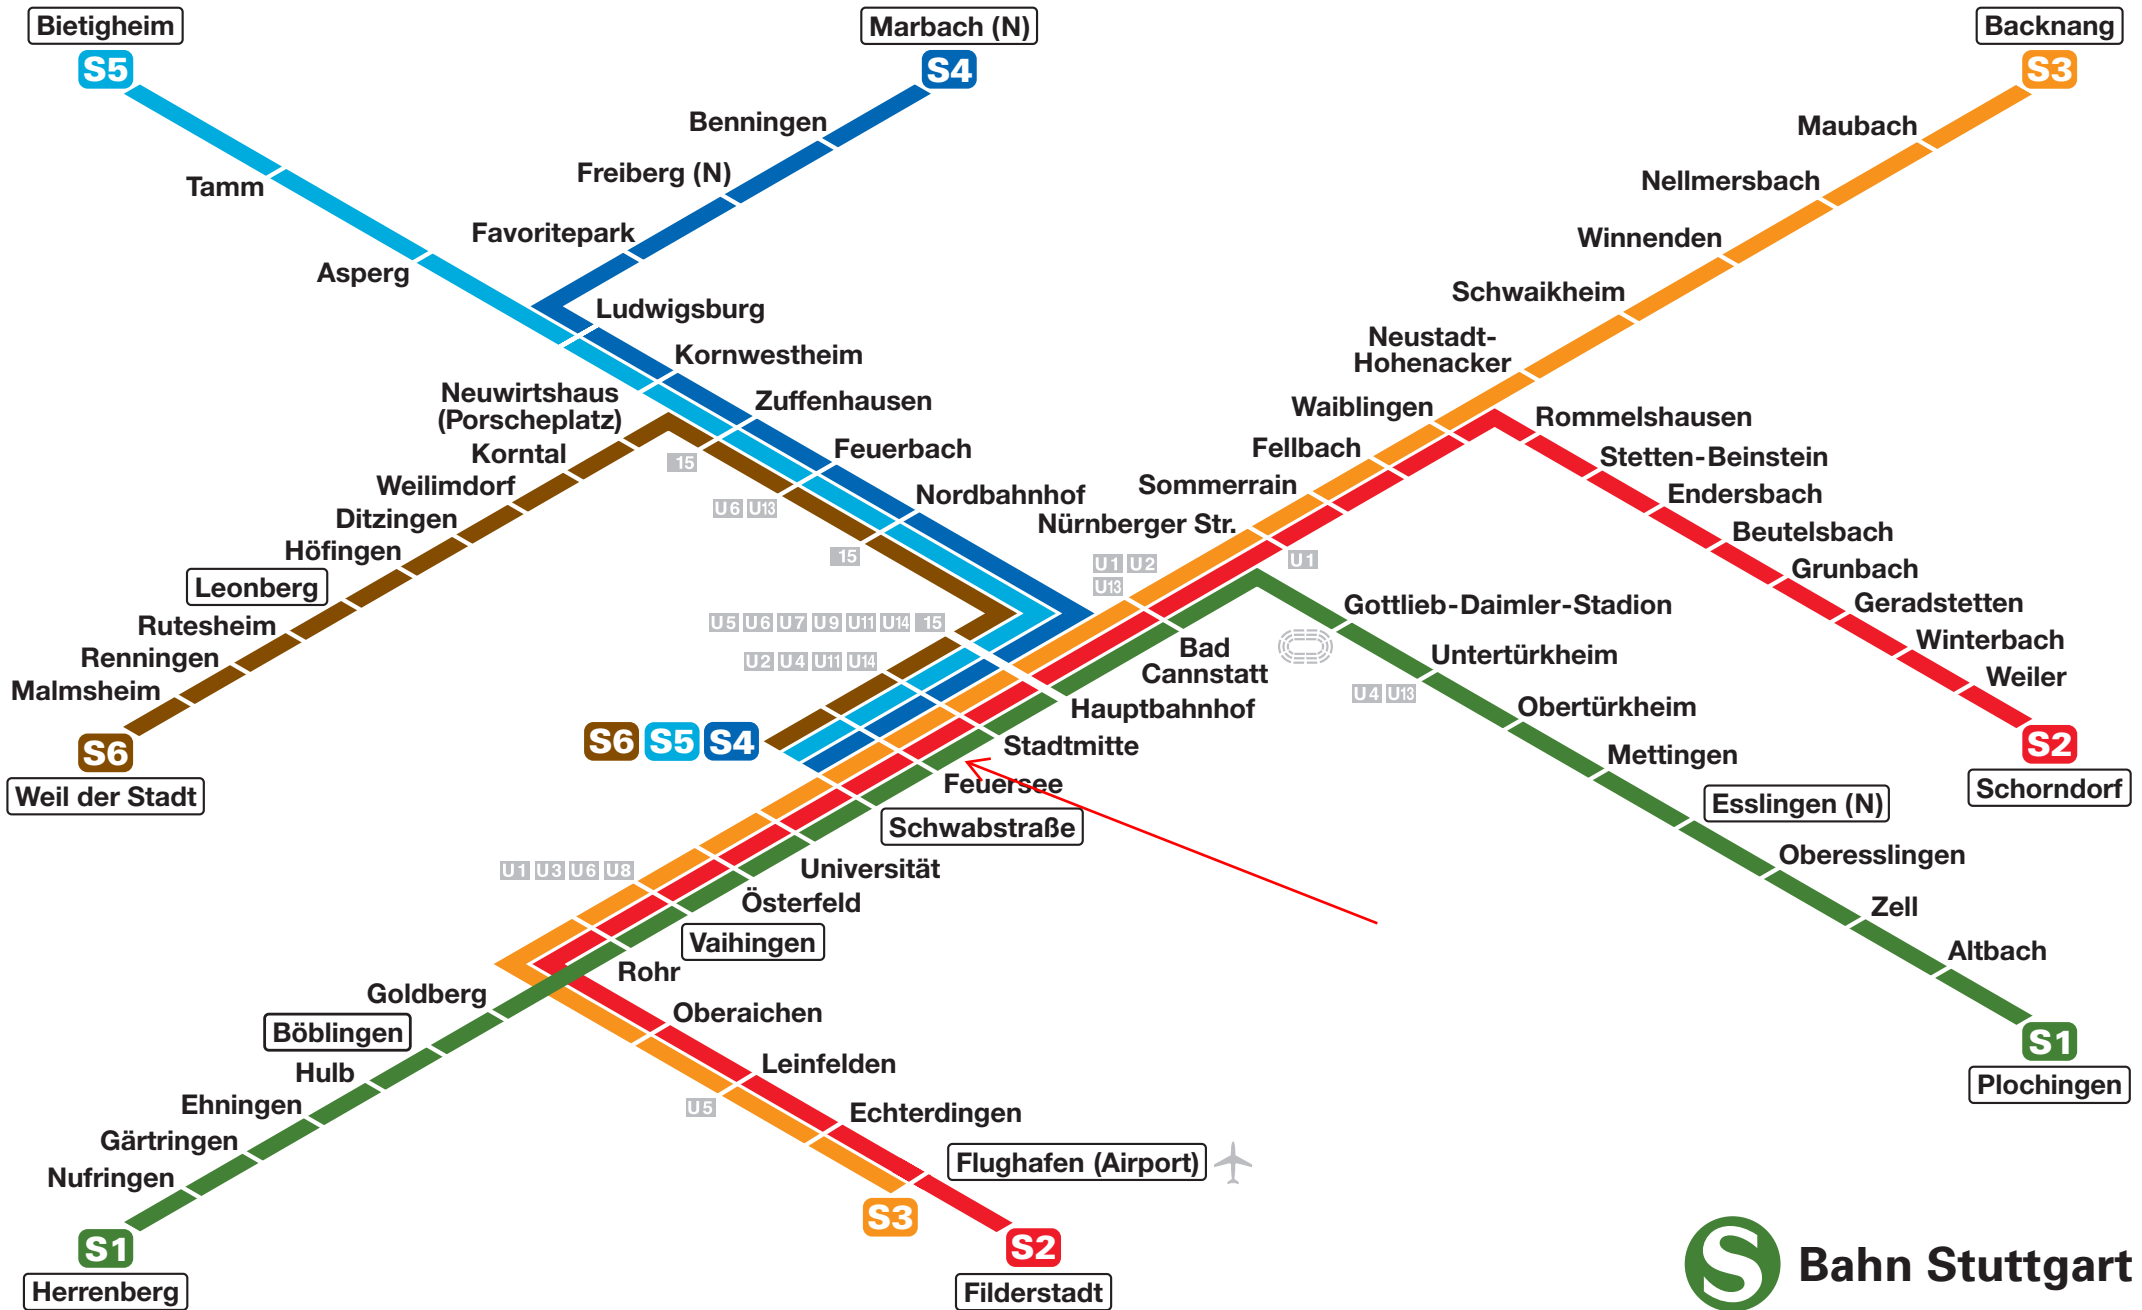 Bietigheim
S5
Marbach (N)
S4
Backnang
S3
Benningen
Freiberg (N)
Favoritepark
Tamm
Asperg
Ludwigsburg
Kornwestheim
Zuffenhausen
Feuerbach
Nordbahnhof
Neuwirtshaus
(Porscheplatz)
Korntal
Weilimdorf
Ditzingen
Höfingen
Leonberg
Rutesheim
Renningen
Malmsheim
S6
Weil der Stadt
15
U6 U13
15
U5 U6 U7 U9 U11 U14 15
U2 U4 U11 U14
S6 S5 S4
Maubach
Nellmersbach
Winnenden
Schwaikheim
Neustadt-
Hohenacker
Waiblingen
Fellbach
Sommerrain
Nürnberger Str.
U1 U2
U13
U1
Rommelshausen
Stetten-Beinstein
Endersbach
Beutelsbach
Grunbach
Geradstetten
Winterbach
Weiler
S2
Schorndorf
Gottlieb-Daimler-Stadion
Untertürkheim
U4 U13
Obertürkheim
Mettingen
Esslingen (N)
Oberesslingen
Zell
Altbach
S1
Plochingen
Bad
Cannstatt
Hauptbahnhof
Stadtmitte
Feuersee
Schwabstraße
Universität
Österfeld
Vaihingen
U1 U3 U6 U8
Rohr
Goldberg
Böblingen
Hulb
Ehningen
Gärtringen
Nufringen
S1
Herrenberg
Oberaichen
Leinfelden
U5
Echterdingen
Flughafen (Airport)
S3
S2
Filderstadt
S Bahn Stuttgart